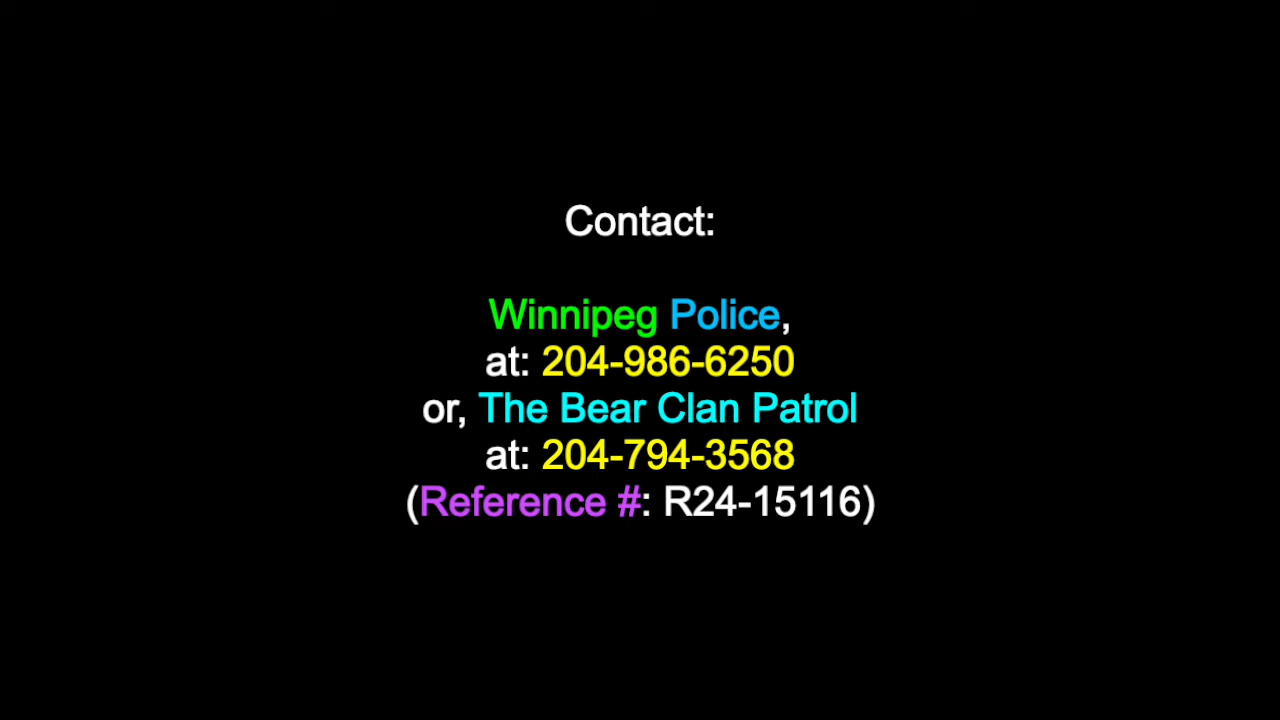 Contact:
Winnipeg Police,
at: 204-986-6250
or, The Bear Clan Patrol
at: 204-794-3568
(Reference #: R24-15116)